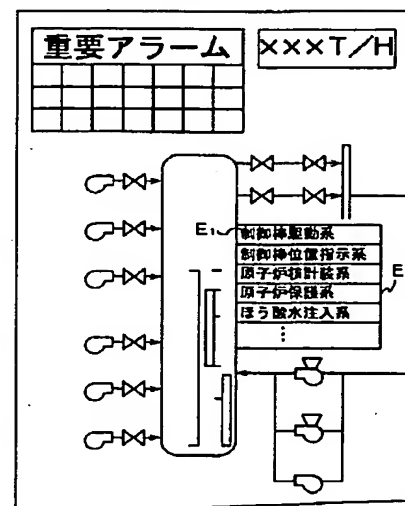 重要アラーム
×××T/H
E₁
制御棒駆動系
制御棒位置指示系
原子炉核計装系
E
原子炉保護系
ほう酸水注入系
⋮